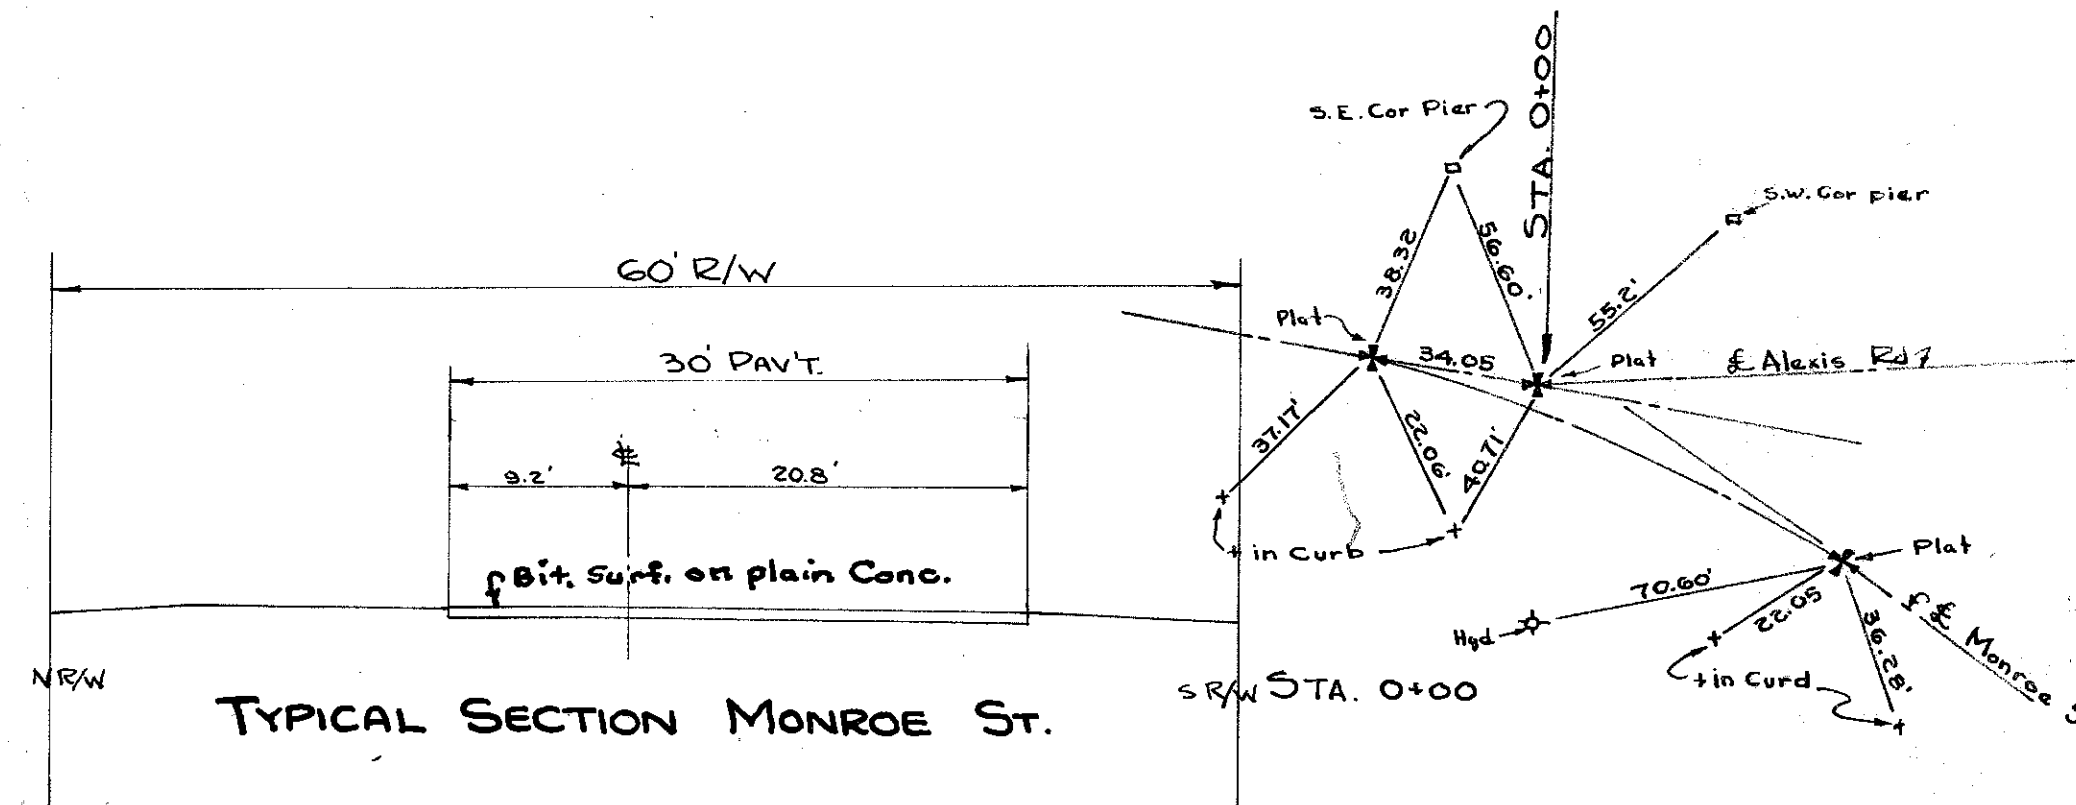 60' R/W
30' PAV'T.
9.2'
20.8'
Bit. Surf. on plain Conc.
N R/W
S R/W STA. 0+00
TYPICAL SECTION MONROE ST.
STA. 0+00
S.E. Cor Pier
S.W. Cor pier
38.32
56.60'
55.2'
Plat
34.05
Plat
℄ Alexis Rd
37.17'
22.06'
40.71'
+ in Curb
Plat
70.60'
Hyd
22.05
36.28'
+ in Curd
℄ Monroe S